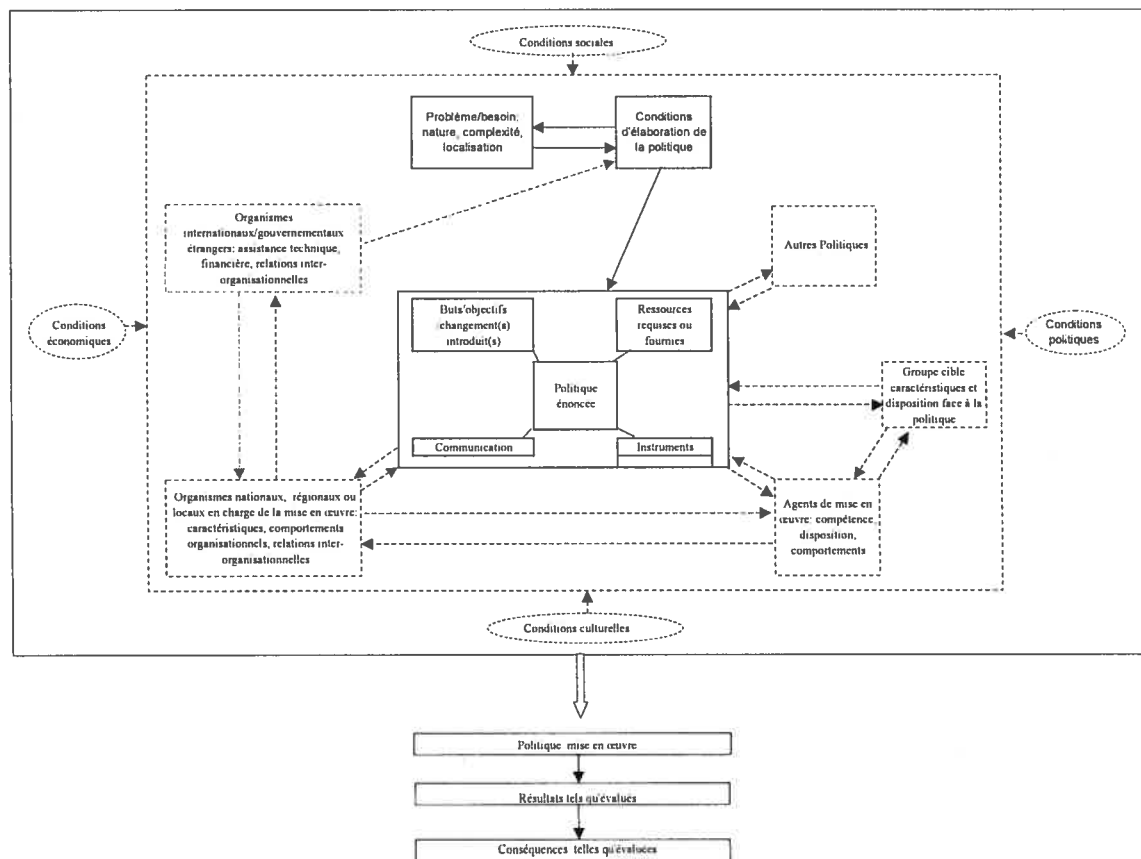 Conditions sociales
Problème/besoin:
nature, complexité,
localisation
Conditions
d'élaboration de
la politique
Organismes
internationaux/gouvernementaux
étrangers: assistance technique,
financière, relations inter-
organisationnelles
Autres Politiques
Conditions
économiques
Buts/objectifs
changement(s)
introduit(s)
Ressources
requises ou
fournies
Conditions
politiques
Politique
énoncée
Groupe cible
caractéristiques et
disposition face à la
politique
Communication
Instruments
Organismes nationaux, régionaux ou
locaux en charge de la mise en œuvre:
caractéristiques, comportements
organisationnels, relations inter-
organisationnelles
Agents de mise en
œuvre: compétence,
disposition,
comportements
Conditions culturelles
Politique mise en œuvre
Résultats tels qu'évalués
Conséquences telles qu'évaluées